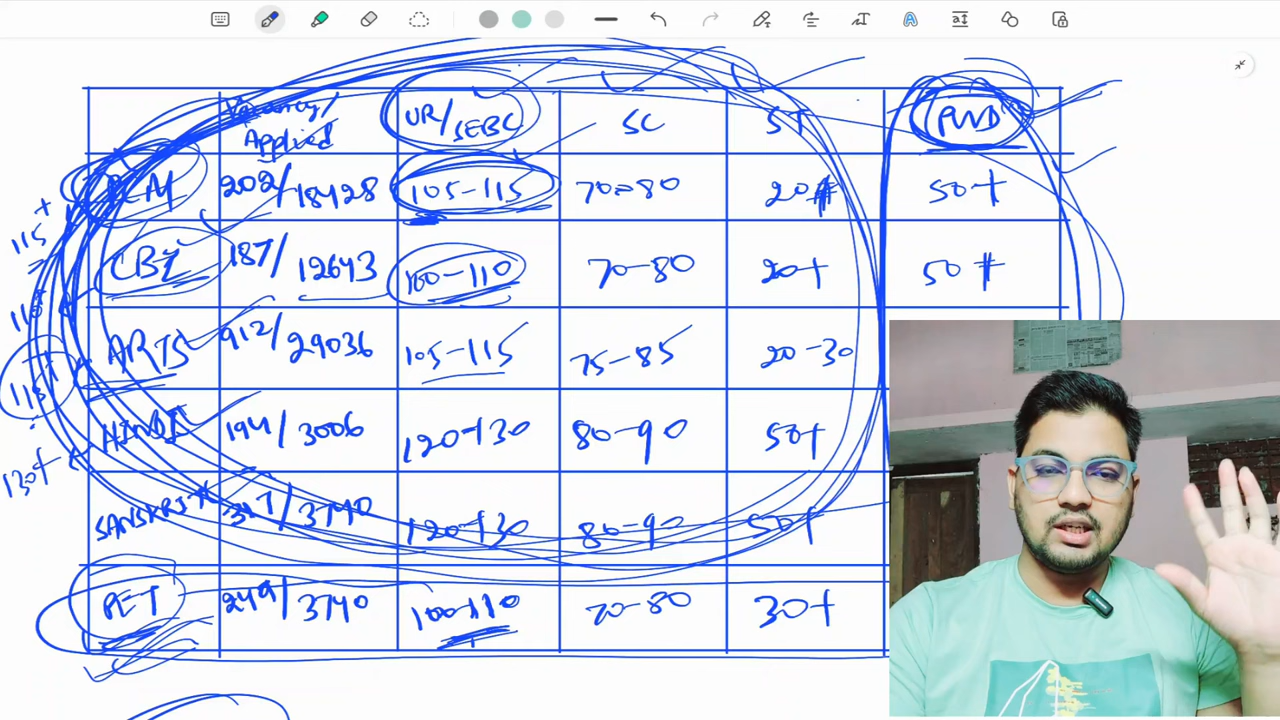 Vacancy/ UR/SEBC SC ST PWD
Applied
PCM 202/18428 105-115 70-80 20+ 50+
CBZ 187/12643 100-110 70-80 20+ 50+
ARTS 912/29036 105-115 75-85 20-30
HINDI 194/3006 120-130 80-90 50+
SANSKRIT 317/3740 120-130 80-90 50+
PET 249/3740 100-110 70-80 30+
115+
110+
115+
130+